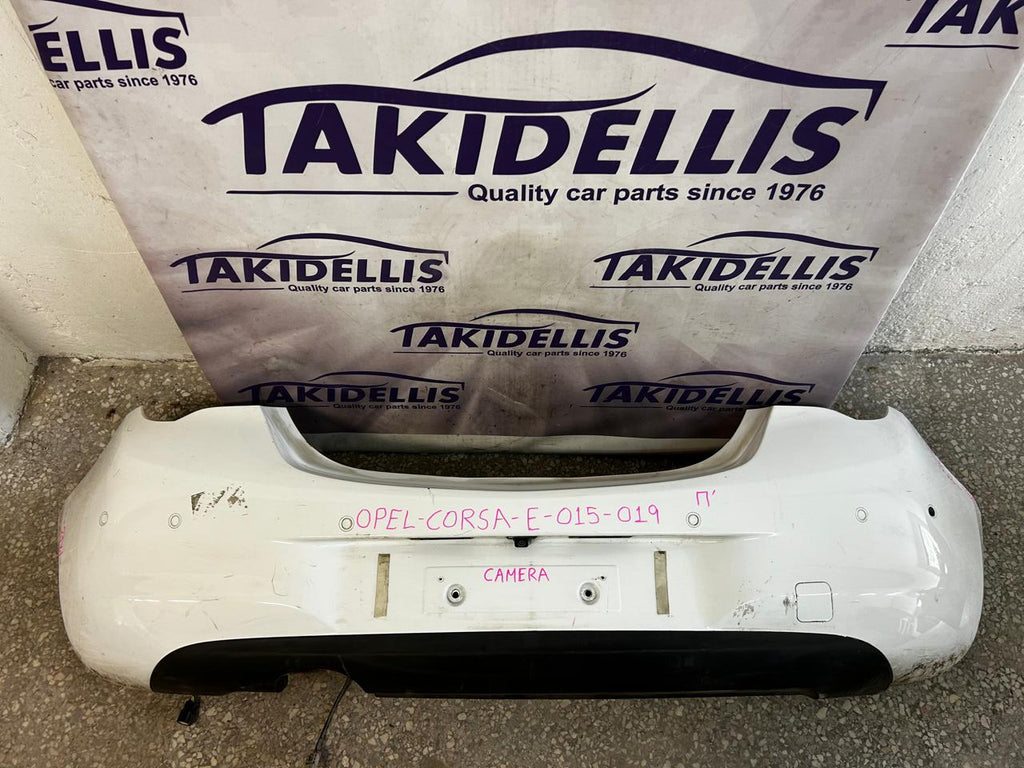 ELLIS
car parts since 1976
TAK
TAKIDELLIS
Quality car parts since 1976
TAKIDELLIS
Quality car parts since 1976
TAKIDELLIS
Quality car parts since 1976
TAKIDELLIS
Quality car parts since 1976
TAKIDELLIS
Quality car parts since 1976
TAKIDELLIS
Quality car parts since 1976
Π'
OPEL-CORSA-E-015-019
CAMERA